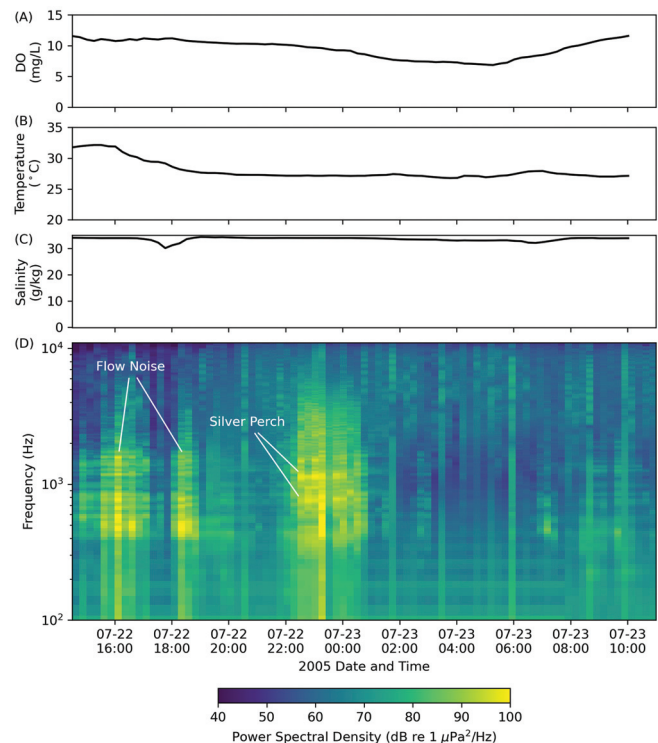 (A)
15
10
5
0
DO
(mg/L)
(B)
35
30
25
20
Temperature
(°C)
(C)
30
20
10
0
Salinity
(g/kg)
(D)
10⁴
10³
10²
Frequency (Hz)
Flow Noise
Silver Perch
07-22 07-22 07-22 07-22 07-23 07-23 07-23 07-23 07-23 07-23
16:00 18:00 20:00 22:00 00:00 02:00 04:00 06:00 08:00 10:00
2005 Date and Time
40 50 60 70 80 90 100
Power Spectral Density (dB re 1 μPa²/Hz)